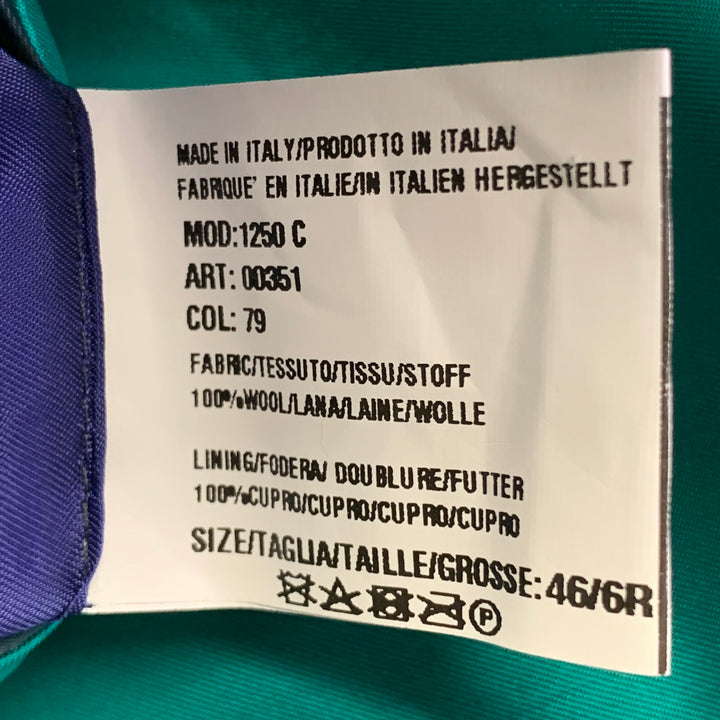 MADE IN ITALY/PRODOTTO IN ITALIA/
FABRIQUE' EN ITALIE/IN ITALIEN HERGESTELLT
MOD:1250 C
ART: 00351
COL: 79
FABRIC/TESSUTO/TISSU/STOFF
100%WOOL/LANA/LAINE/WOLLE
LINING/FODERA/ DOUBLURE/FUTTER
100%CUPRO/CUPRO/CUPRO/CUPRO
SIZE/TAGLIA/TAILLE/GROSSE: 46/6R
P